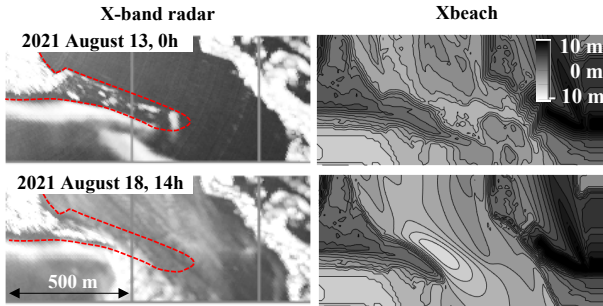 X-band radar
Xbeach
2021 August 13, 0h
10 m
0 m
10 m
2021 August 18, 14h
500 m